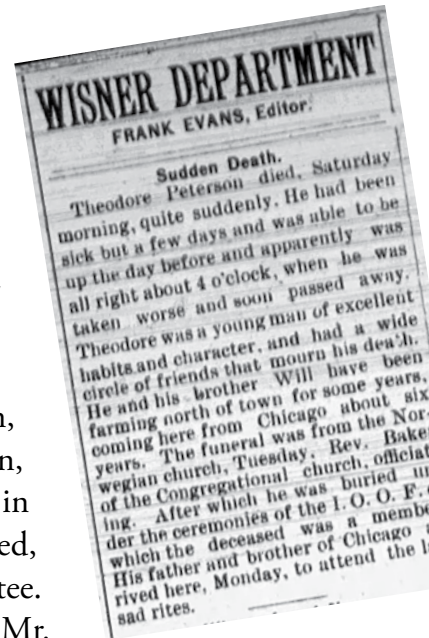 WISNER DEPARTMENT
FRANK EVANS, Editor.
Sudden Death.
Theodore Peterson died, Saturday
morning, quite suddenly. He had been
sick but a few days and was able to be
up the day before and apparently was
all right about 4 o'clock, when he was
taken worse and soon passed away.
Theodore was a young man of excellent
habits and character, and had a wide
circle of friends that mourn his death.
He and his brother Will have been
farming north of town for some years,
coming here from Chicago about six
years. The funeral was from the Nor-
wegian church, Tuesday, Rev. Baker
of the Congregational church, officiat
ing. After which he was buried un
der the ceremonies of the I. O. O. F.
which the deceased was a membe
His father and brother of Chicago a
rived here, Monday, to attend the
sad rites.
in
ed,
tee.
Mr.